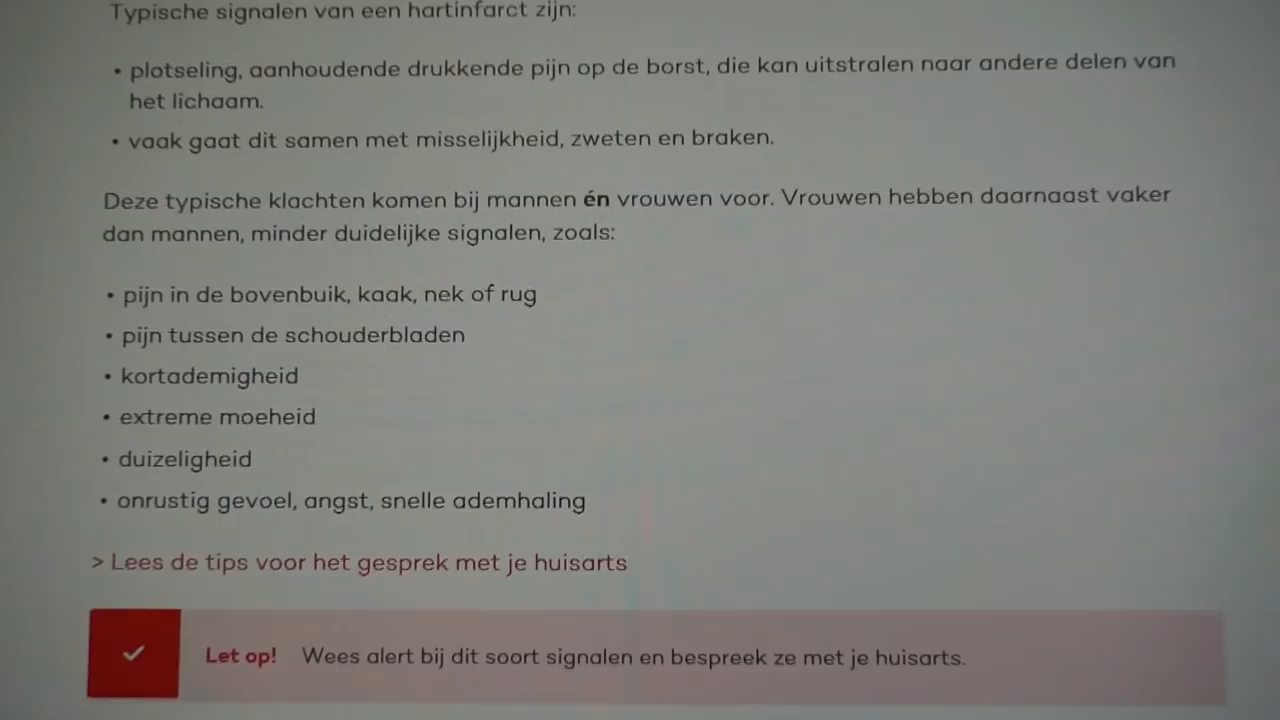 Typische signalen van een hartinfarct zijn:
• plotseling, aanhoudende drukkende pijn op de borst, die kan uitstralen naar andere delen van
het lichaam.
• vaak gaat dit samen met misselijkheid, zweten en braken.
Deze typische klachten komen bij mannen én vrouwen voor. Vrouwen hebben daarnaast vaker
dan mannen, minder duidelijke signalen, zoals:
• pijn in de bovenbuik, kaak, nek of rug
• pijn tussen de schouderbladen
• kortademigheid
• extreme moeheid
• duizeligheid
• onrustig gevoel, angst, snelle ademhaling
> Lees de tips voor het gesprek met je huisarts
Let op! Wees alert bij dit soort signalen en bespreek ze met je huisarts.